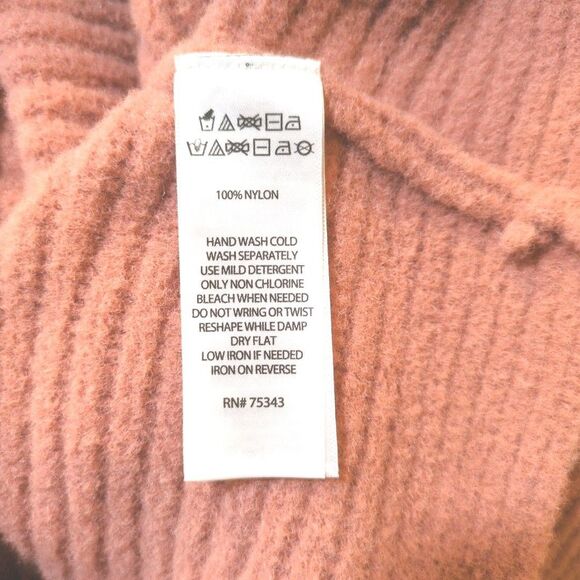 100% NYLON
HAND WASH COLD
WASH SEPARATELY
USE MILD DETERGENT
ONLY NON CHLORINE
BLEACH WHEN NEEDED
DO NOT WRING OR TWIST
RESHAPE WHILE DAMP
DRY FLAT
LOW IRON IF NEEDED
IRON ON REVERSE
RN# 75343